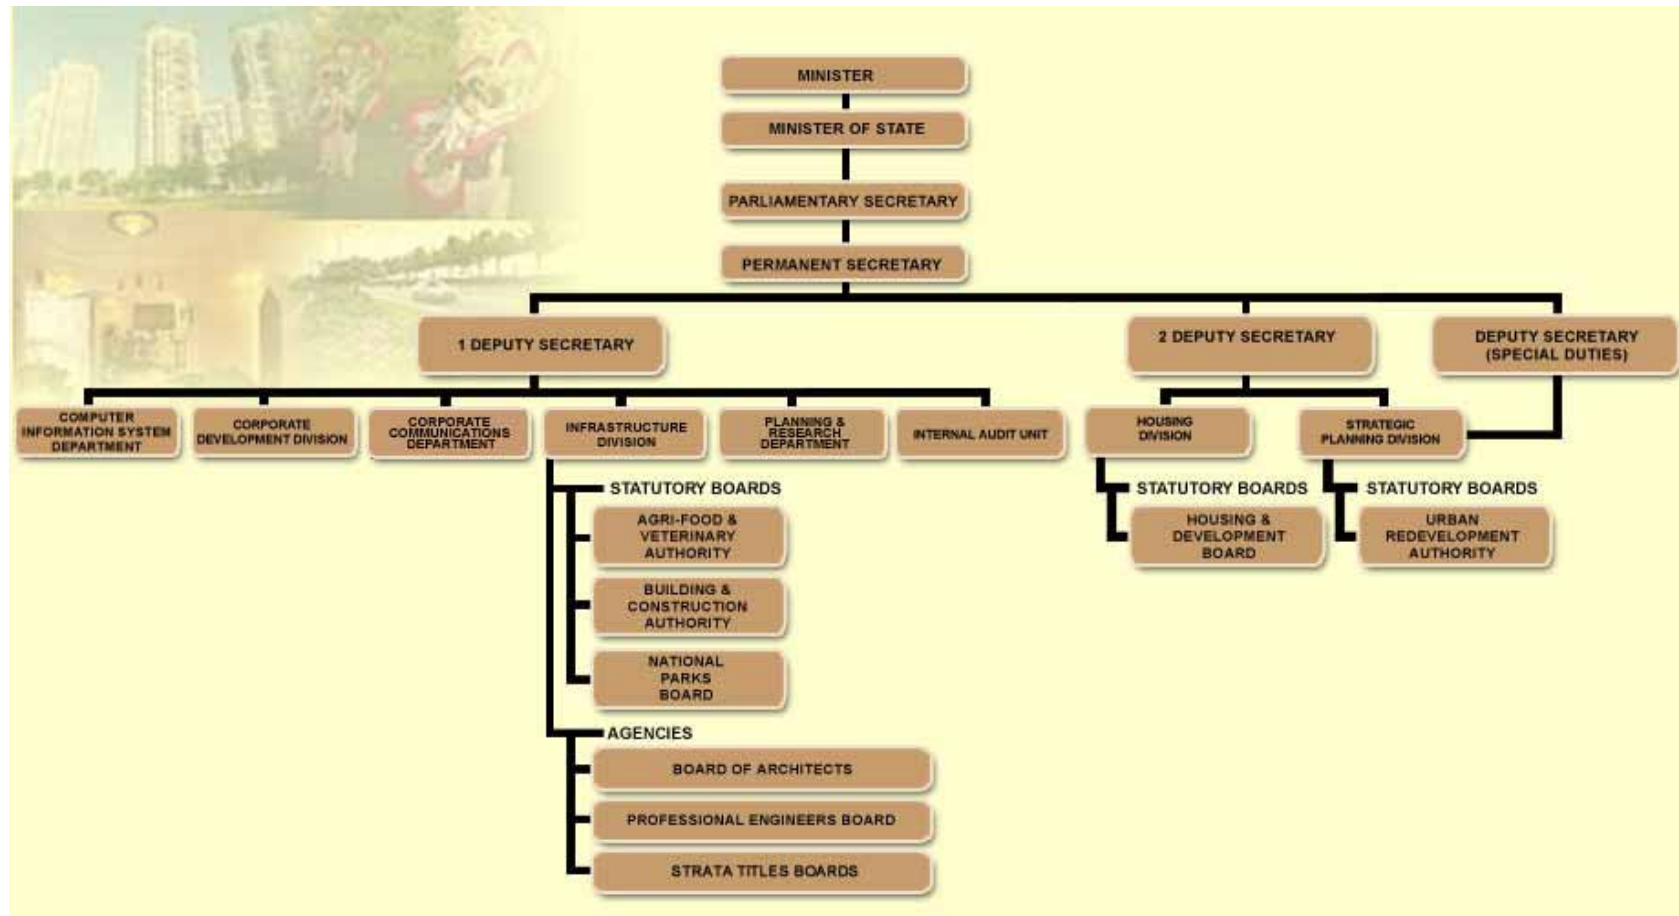 MINISTER
MINISTER OF STATE
PARLIAMENTARY SECRETARY
PERMANENT SECRETARY
1 DEPUTY SECRETARY
2 DEPUTY SECRETARY
DEPUTY SECRETARY
(SPECIAL DUTIES)
COMPUTER
INFORMATION SYSTEM
DEPARTMENT
CORPORATE
DEVELOPMENT DIVISION
CORPORATE
COMMUNICATIONS
DEPARTMENT
INFRASTRUCTURE
DIVISION
PLANNING &
RESEARCH
DEPARTMENT
INTERNAL AUDIT UNIT
HOUSING
DIVISION
STRATEGIC
PLANNING DIVISION
STATUTORY BOARDS
AGRI-FOOD &
VETERINARY
AUTHORITY
BUILDING &
CONSTRUCTION
AUTHORITY
NATIONAL
PARKS
BOARD
AGENCIES
BOARD OF ARCHITECTS
PROFESSIONAL ENGINEERS BOARD
STRATA TITLES BOARDS
STATUTORY BOARDS
HOUSING &
DEVELOPMENT
BOARD
STATUTORY BOARDS
URBAN
REDEVELOPMENT
AUTHORITY